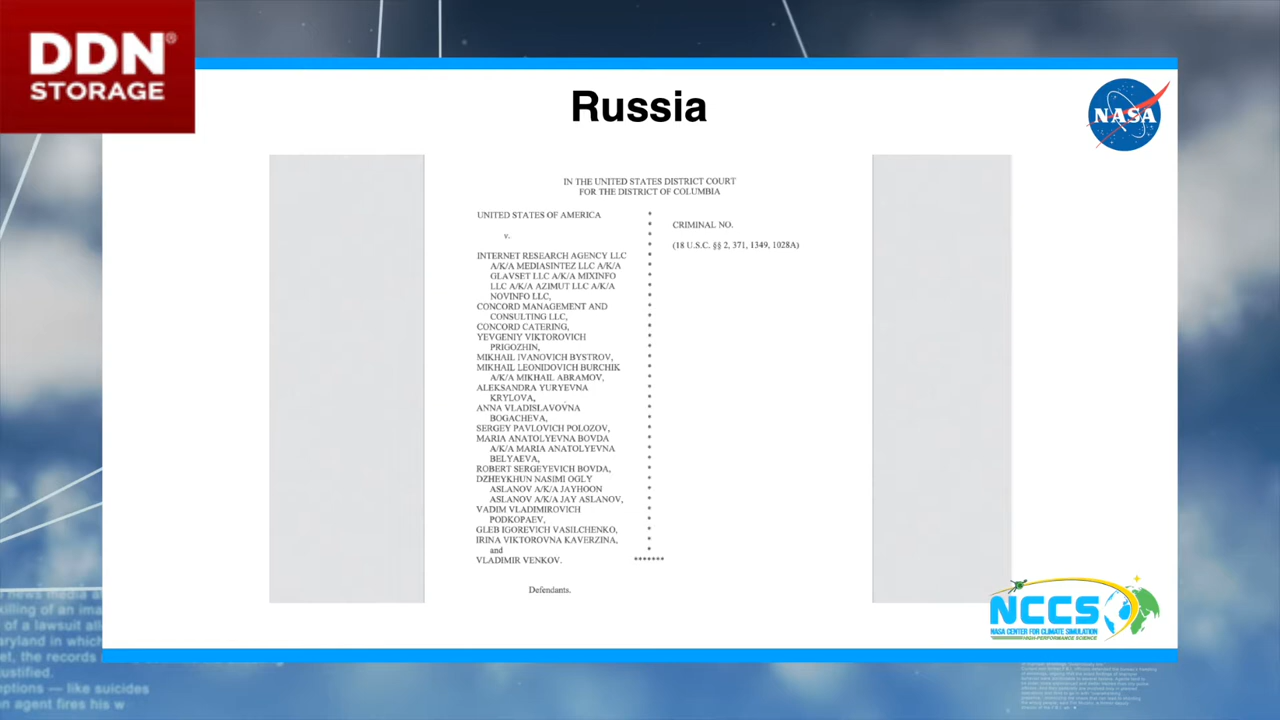 DDN®
STORAGE
Russia
NASA
IN THE UNITED STATES DISTRICT COURT
FOR THE DISTRICT OF COLUMBIA
UNITED STATES OF AMERICA
v.
INTERNET RESEARCH AGENCY LLC
A/K/A MEDIASINTEZ LLC A/K/A
GLAVSET LLC A/K/A MIXINFO
LLC A/K/A AZIMUT LLC A/K/A
NOVINFO LLC,
CONCORD MANAGEMENT AND
CONSULTING LLC,
CONCORD CATERING,
YEVGENIY VIKTOROVICH
PRIGOZHIN,
MIKHAIL IVANOVICH BYSTROV,
MIKHAIL LEONIDOVICH BURCHIK
A/K/A MIKHAIL ABRAMOV,
ALEKSANDRA YURYEVNA
KRYLOVA,
ANNA VLADISLAVOVNA
BOGACHEVA,
SERGEY PAVLOVICH POLOZOV,
MARIA ANATOLYEVNA BOVDA
A/K/A MARIA ANATOLYEVNA
BELYAEVA,
ROBERT SERGEYEVICH BOVDA,
DZHEYKHUN NASIMI OGLY
ASLANOV A/K/A JAYHOON
ASLANOV A/K/A JAY ASLANOV,
VADIM VLADIMIROVICH
PODKOPAEV,
GLEB IGOREVICH VASILCHENKO,
IRINA VIKTOROVNA KAVERZINA,
and
VLADIMIR VENKOV.
*******
Defendants.
CRIMINAL NO.
(18 U.S.C. §§ 2, 371, 1349, 1028A)
NCCS
NASA CENTER FOR CLIMATE SIMULATION
HIGH-PERFORMANCE SCIENCE
news media a
killing of an ima
of a lawsuit all
aryland in which
et, the records
ustified.
eptions — like suicides
n agent fires his w